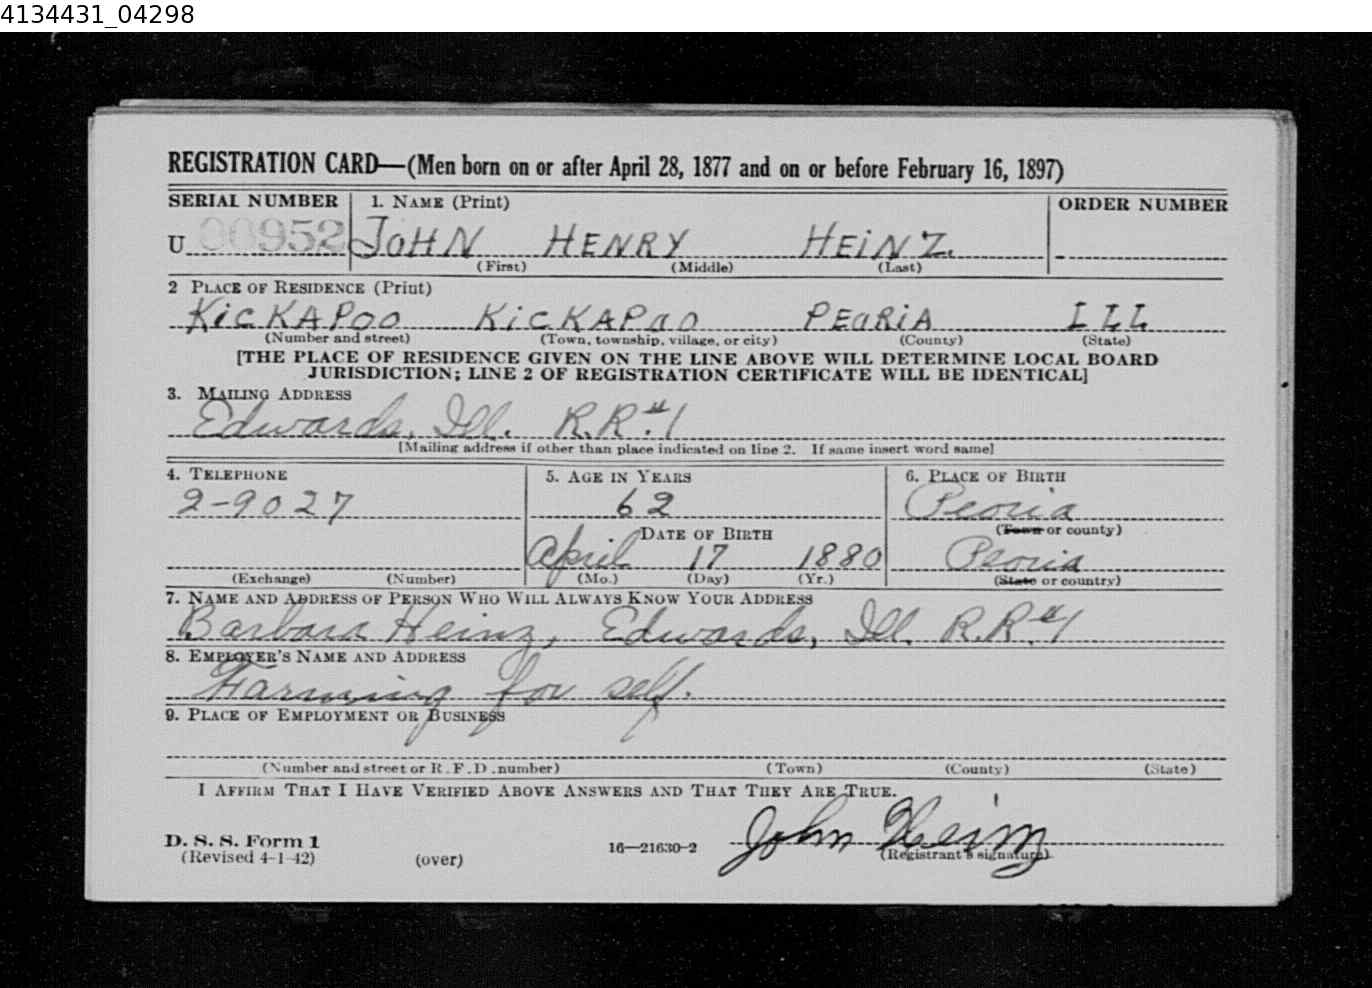 4134431_04298
REGISTRATION CARD—(Men born on or after April 28, 1877 and on or before February 16, 1897)
SERIAL NUMBER 1. NAME (Print) ORDER NUMBER
U 00952 JOHN HENRY HEINZ
(First) (Middle) (Last)
2 PLACE OF RESIDENCE (Print)
KICKAPOO KICKAPOO PEORIA ILL
(Number and street) (Town, township, village, or city) (County) (State)
[THE PLACE OF RESIDENCE GIVEN ON THE LINE ABOVE WILL DETERMINE LOCAL BOARD
JURISDICTION; LINE 2 OF REGISTRATION CERTIFICATE WILL BE IDENTICAL]
3. MAILING ADDRESS
Edwards, Ill. R.R.#1
[Mailing address if other than place indicated on line 2. If same insert word same]
4. TELEPHONE 5. AGE IN YEARS 6. PLACE OF BIRTH
2-9027 62 Peoria
DATE OF BIRTH (Town or county)
April 17 1880 Peoria
(Exchange) (Number) (Mo.) (Day) (Yr.) (State or country)
7. NAME AND ADDRESS OF PERSON WHO WILL ALWAYS KNOW YOUR ADDRESS
Barbara Heinz, Edwards, Ill. R.R.#1
8. EMPLOYER'S NAME AND ADDRESS
Farming for self.
9. PLACE OF EMPLOYMENT OR BUSINESS
(Number and street or R. F. D. number) (Town) (County) (State)
I AFFIRM THAT I HAVE VERIFIED ABOVE ANSWERS AND THAT THEY ARE TRUE.
John Heinz
D. S. S. Form 1 16—21630-2 (Registrant's signature)
(Revised 4-1-42) (over)